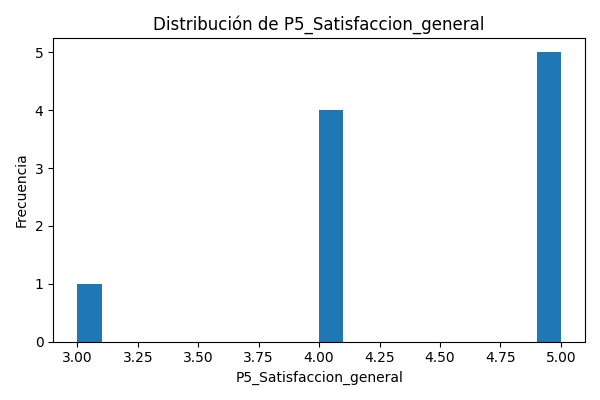 Distribución de P5_Satisfaccion_general
Frecuencia
5
4
3
2
1
0
3.00 3.25 3.50 3.75 4.00 4.25 4.50 4.75 5.00
P5_Satisfaccion_general